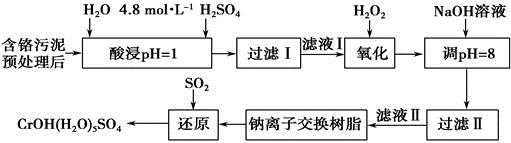 H₂O 4.8 mol·L⁻¹ H₂SO₄
H₂O₂
NaOH溶液
含铬污泥
预处理后
酸浸pH=1
过滤Ⅰ
滤液Ⅰ
氧化
调pH=8
SO₂
CrOH(H₂O)₅SO₄
还原
钠离子交换树脂
滤液Ⅱ
过滤Ⅱ